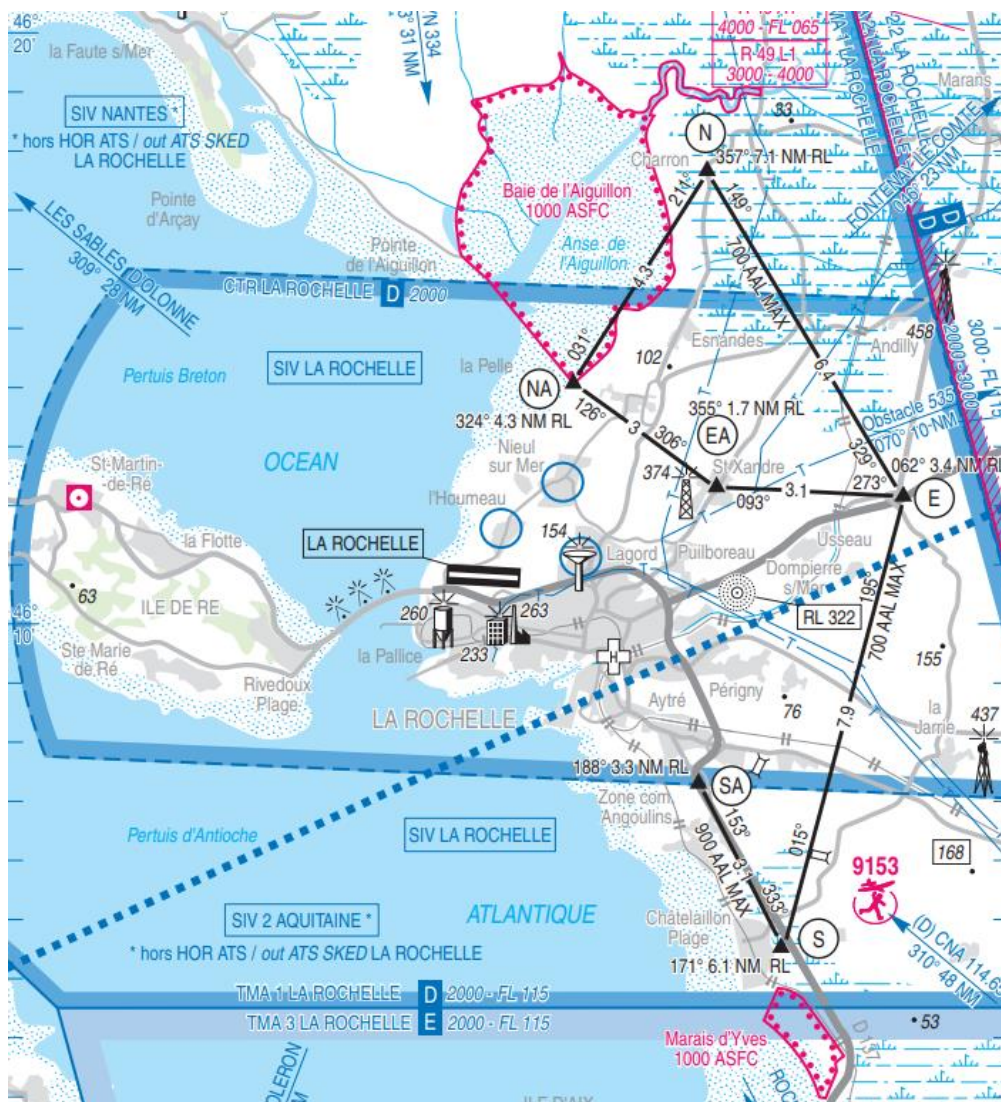 46°
20'
la Faute s/Mer
SIV NANTES *
* hors HOR ATS / out ATS SKED
LA ROCHELLE
Pointe
d'Arçay
LES SABLES D'OLONNE
309° 28 NM
31 NM
VN 334
4000 - FL 065
R 49 L1
3000 - 4000
Marans
33
N
Charron
357° 7.1 NM RL
211°
149°
FONTENAY-LE-COMTE
046° 23 NM
Baie de l'Aiguillon
1000 ASFC
Anse de
l'Aiguillon
Pointe
de l'Aiguillon
4.3
700 AAL MAX
6.4
D
CTR LA ROCHELLE D 2000
031°
Esnandes
458
Andilly
2000 - 3000
102
la Pelle
Pertuis Breton
SIV LA ROCHELLE
NA
324° 4.3 NM RL
126°
3
306°
355° 1.7 NM RL
EA
Obstacle 535
070° 10 NM
329°
062° 3.4 NM RL
OCEAN
Nieul
sur Mer
374
St Xandre
093°
3.1
273°
E
St-Martin-
de-Ré
l'Houmeau
154
la Flotte
LA ROCHELLE
Lagord
Puilboreau
Usseau
Dompierre
s/Mer
195°
63
ILE DE RE
46°
10'
260
263
233
RL 322
700 AAL MAX
Ste Marie
de Ré
la Pallice
H
155
Rivedoux
Plage
Aytré
Périgny
76
7.9
la
Jarrie
437
LA ROCHELLE
188° 3.3 NM RL
SA
Zone com.
Angoulins
153°
900 AAL MAX
3.1
333°
015°
Pertuis d'Antioche
SIV LA ROCHELLE
168
9153
SIV 2 AQUITAINE *
* hors HOR ATS / out ATS SKED LA ROCHELLE
ATLANTIQUE
Châtelaillon
Plage
S
171° 6.1 NM RL
(D) CNA 114.65
310° 48 NM
TMA 1 LA ROCHELLE D 2000 - FL 115
TMA 3 LA ROCHELLE E 2000 - FL 115
Marais d'Yves
1000 ASFC
D 137
53